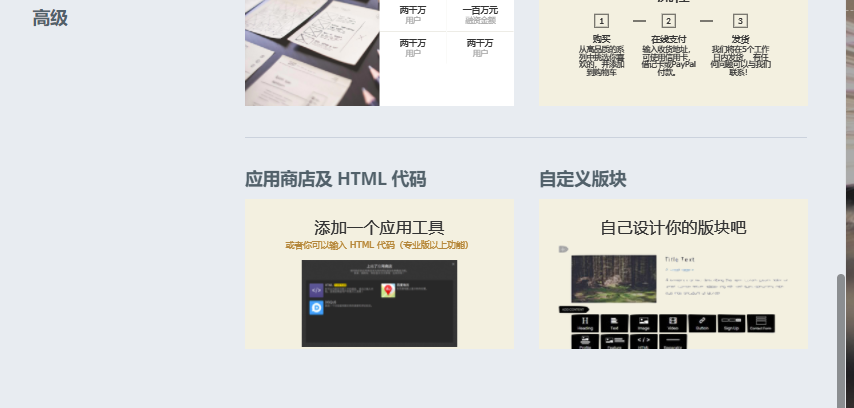 高级
两千万
一百万元
用户
融资金额
两千万
两千万
用户
用户
1
2
3
购买
在线支付
发货
从高品质的系
列中挑选你喜
欢的，并添加
到购物车
输入收货地址，
可使用信用卡、
借记卡或PayPal
付款。
我们将在5个工作
日内发货， 有任
何问题可以与我们
联系！
应用商店及 HTML 代码
自定义版块
添加一个应用工具
或者你可以输入 HTML 代码（专业版以上功能）
自己设计你的版块吧
Title Text
Heading
Text
Image
Video
Button
Sign Up
Contact Form
HTML